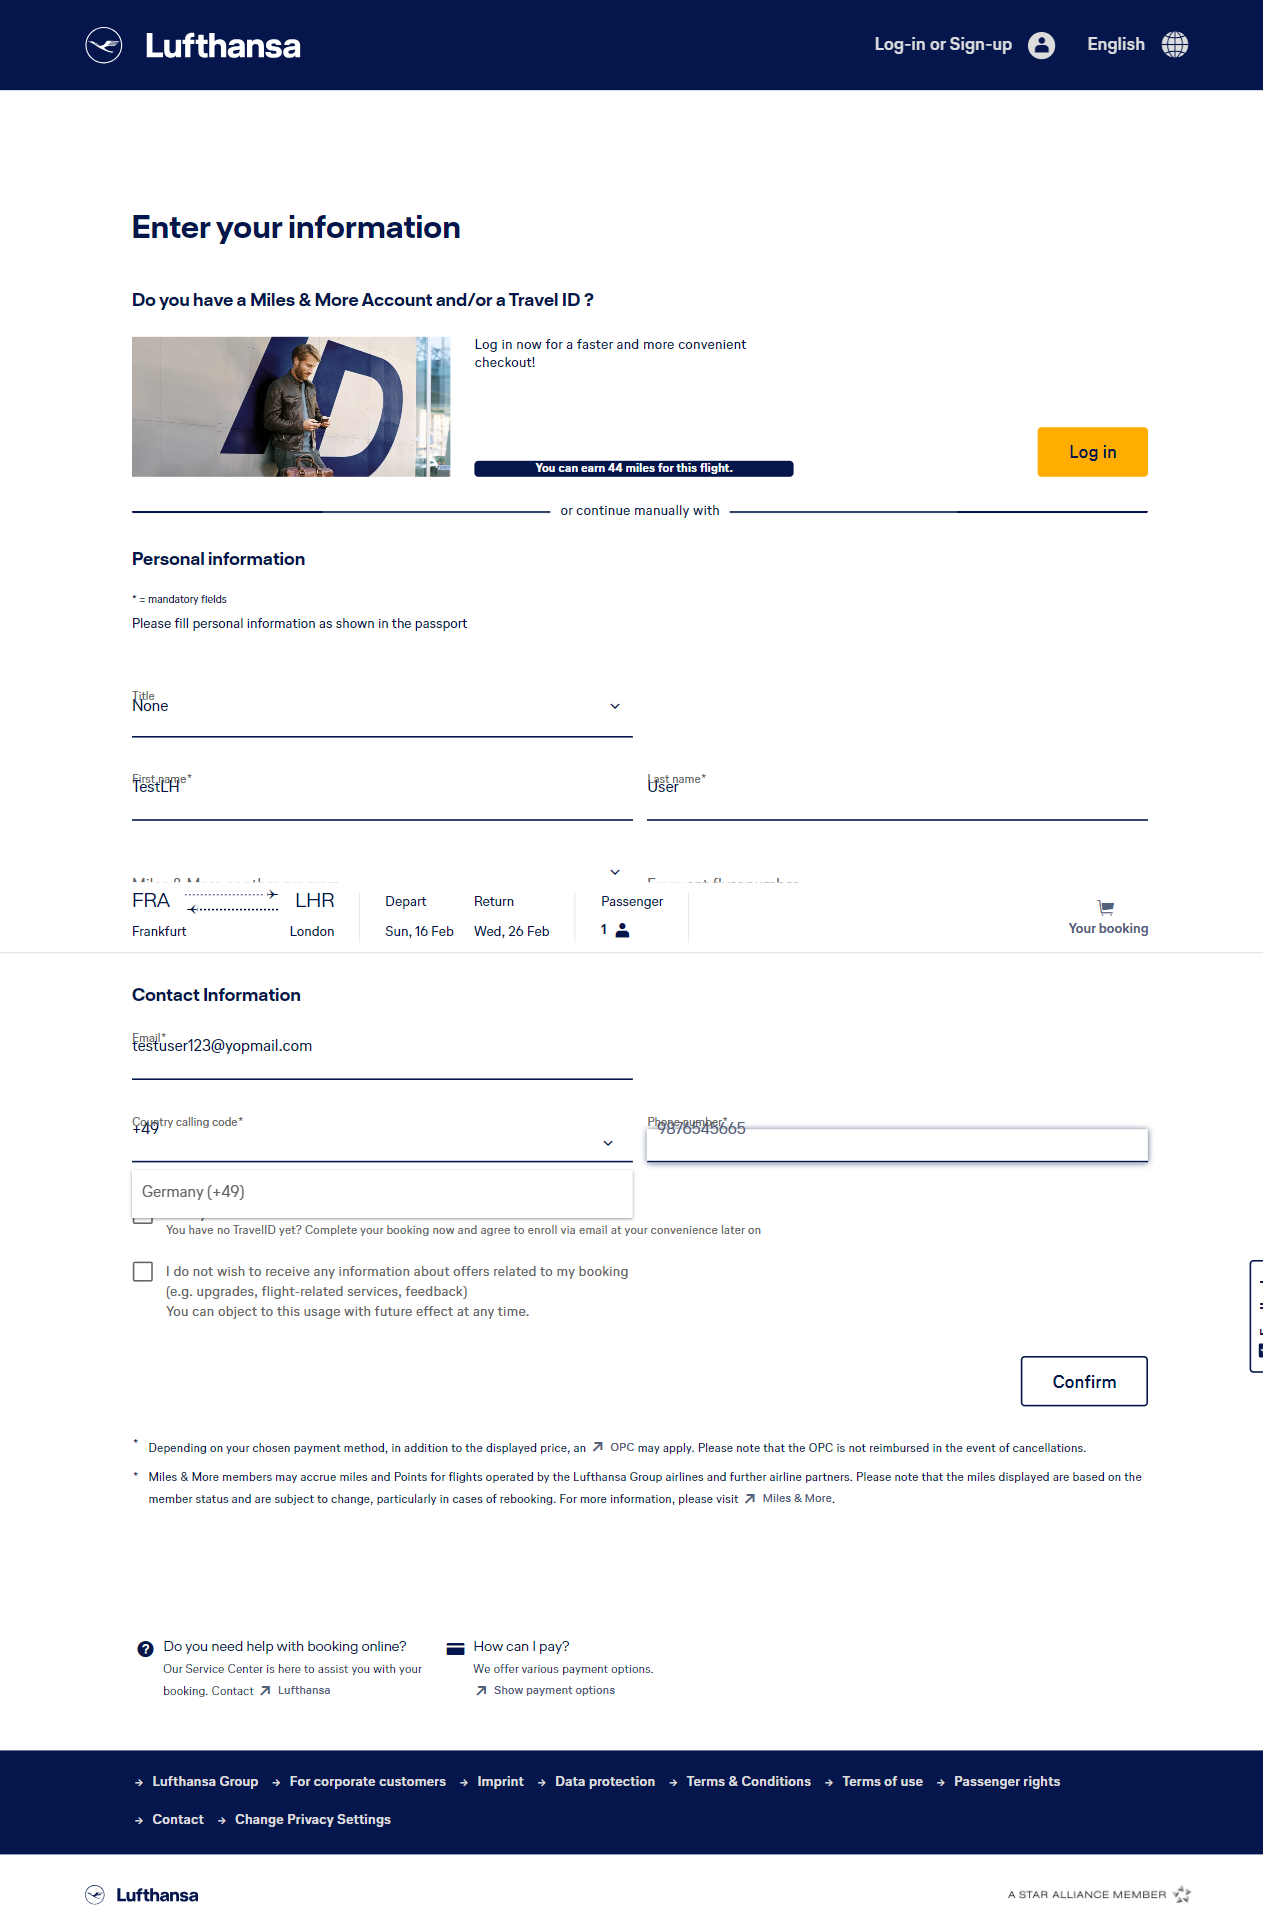 Lufthansa
Log-in or Sign-up
English
Enter your information
Do you have a Miles & More Account and/or a Travel ID ?
Log in now for a faster and more convenient
checkout!
You can earn 44 miles for this flight.
Log in
or continue manually with
Personal information
* = mandatory fields
Please fill personal information as shown in the passport
Title
None
First name*
TestLH
Last name*
User
FRA
LHR
Depart
Return
Passenger
Frankfurt
London
Sun, 16 Feb
Wed, 26 Feb
1
Your booking
Contact Information
Email*
testuser123@yopmail.com
Country calling code*
+49
Phone number*
9876545665
Germany (+49)
You have no TravelID yet? Complete your booking now and agree to enroll via email at your convenience later on
I do not wish to receive any information about offers related to my booking
(e.g. upgrades, flight-related services, feedback)
You can object to this usage with future effect at any time.
Confirm
* Depending on your chosen payment method, in addition to the displayed price, an OPC may apply. Please note that the OPC is not reimbursed in the event of cancellations.
* Miles & More members may accrue miles and Points for flights operated by the Lufthansa Group airlines and further airline partners. Please note that the miles displayed are based on the
member status and are subject to change, particularly in cases of rebooking. For more information, please visit Miles & More.
Do you need help with booking online?
Our Service Center is here to assist you with your
booking. Contact Lufthansa
How can I pay?
We offer various payment options.
Show payment options
Lufthansa Group
For corporate customers
Imprint
Data protection
Terms & Conditions
Terms of use
Passenger rights
Contact
Change Privacy Settings
Lufthansa
A STAR ALLIANCE MEMBER